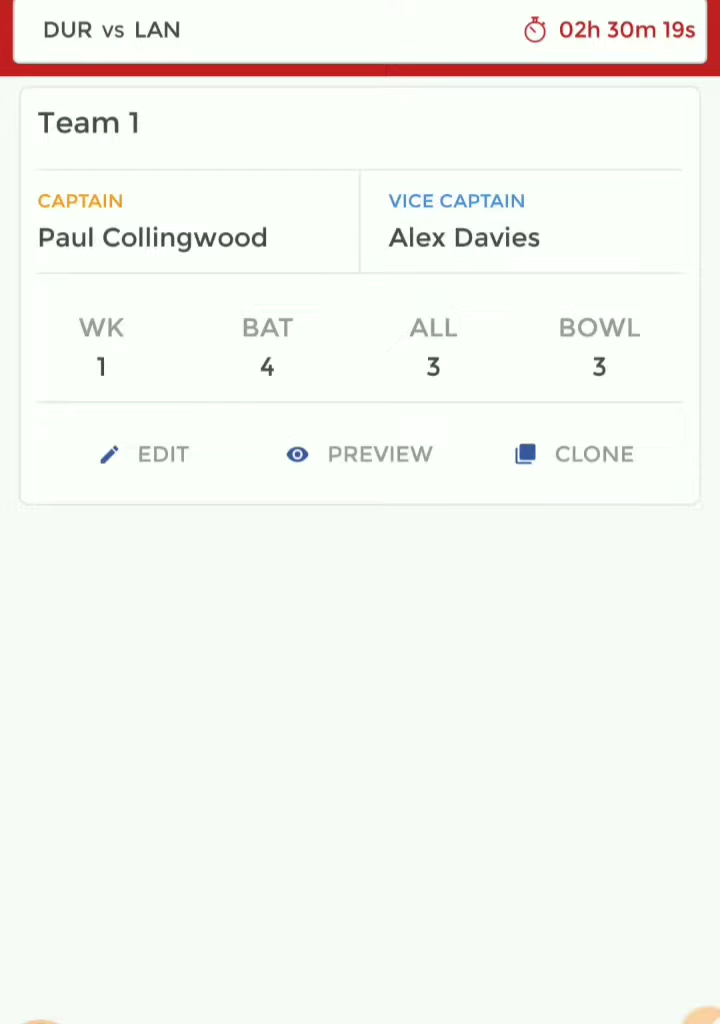 DUR vs LAN 02h 30m 19s
Team 1
CAPTAIN VICE CAPTAIN
Paul Collingwood Alex Davies
WK BAT ALL BOWL
1 4 3 3
EDIT PREVIEW CLONE